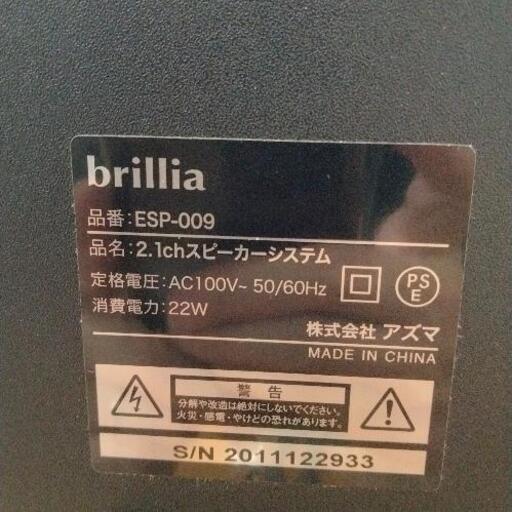 brillia
品番:ESP-009
品名:2.1chスピーカーシステム
定格電圧:AC100V~ 50/60Hz
消費電力:22W
PS
E
株式会社 アズマ
MADE IN CHINA
警告
分解や改造は絶対にしないでください。
火災・感電・やけどの恐れがあります。
S/N 2011122933